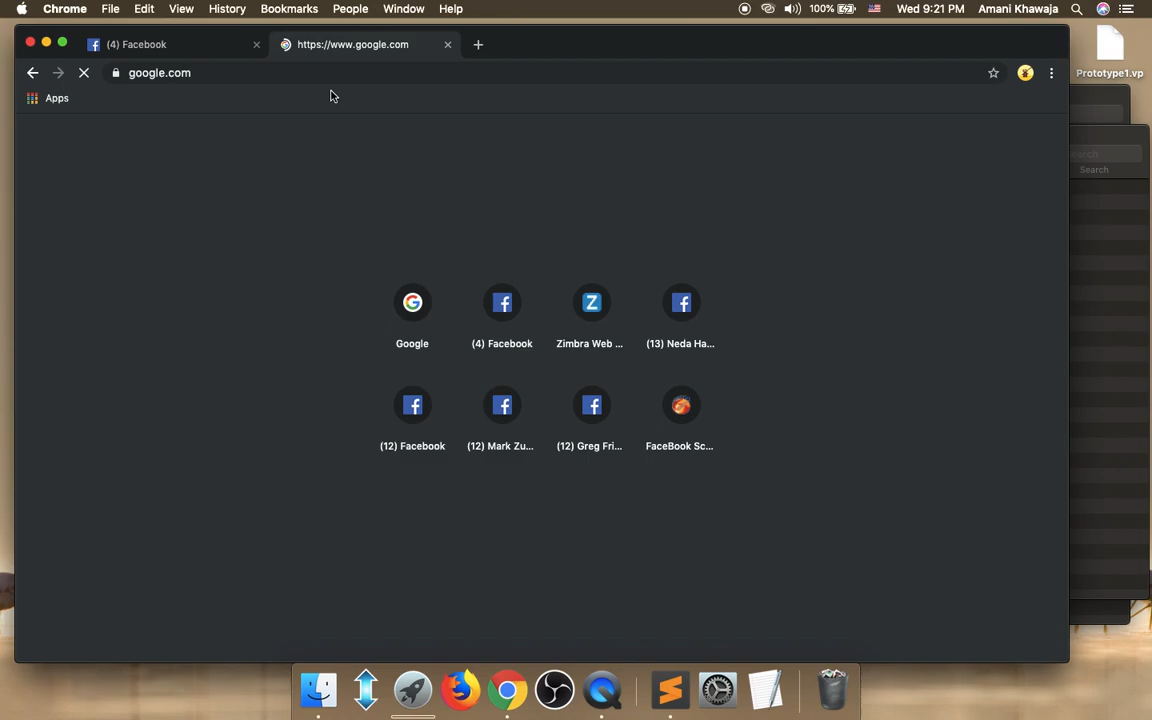 Chrome File Edit View History Bookmarks People Window Help 100% Wed 9:21 PM Amani Khawaja
(4) Facebook https://www.google.com
google.com
Apps
Prototype1.vp
Search
Search
Google (4) Facebook Zimbra Web ... (13) Neda Ha...
(12) Facebook (12) Mark Zu... (12) Greg Fri... FaceBook Sc...